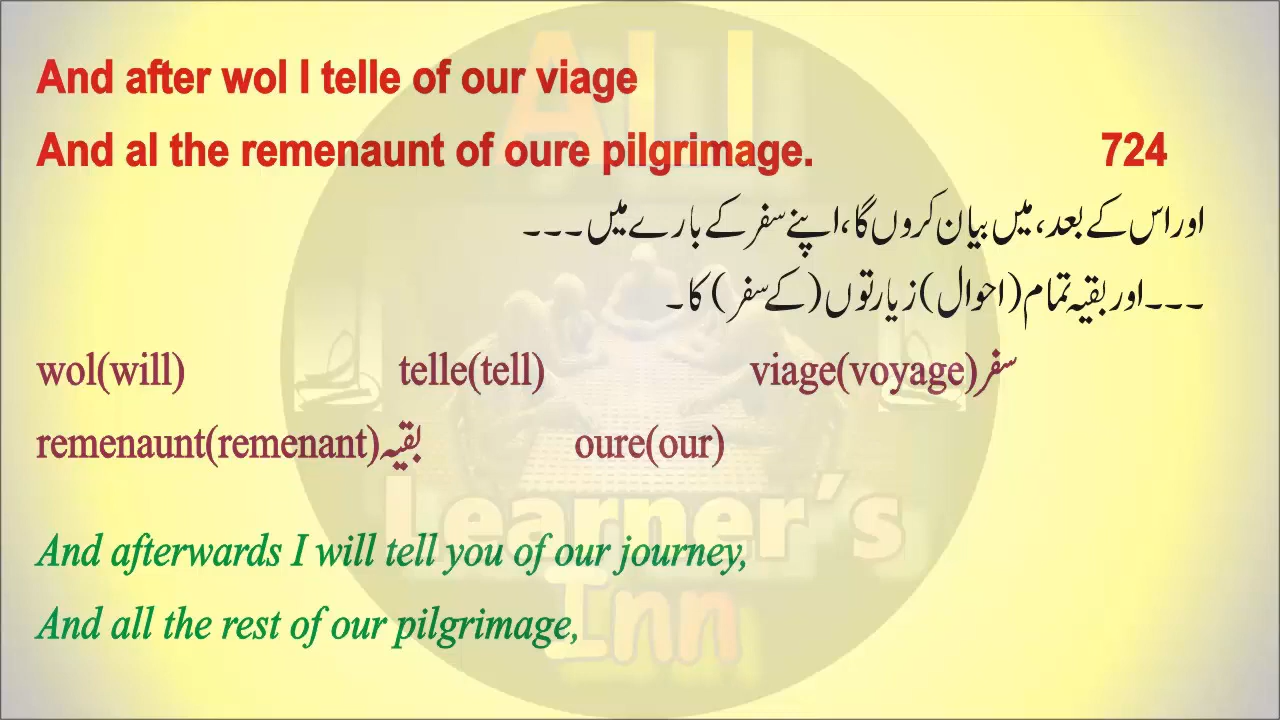 And after wol I telle of our viage
And al the remenaunt of oure pilgrimage. 724
اور اس کے بعد، میں بیان کروں گا، اپنے سفر کے بارے میں۔۔۔
۔۔۔اور بقیہ تمام (احوال) زیارتوں (کے سفر) کا۔
wol(will) telle(tell) viage(voyage)سفر
remenaunt(remenant)بقیہ oure(our)
And afterwards I will tell you of our journey,
And all the rest of our pilgrimage,
All
Learner's
Inn